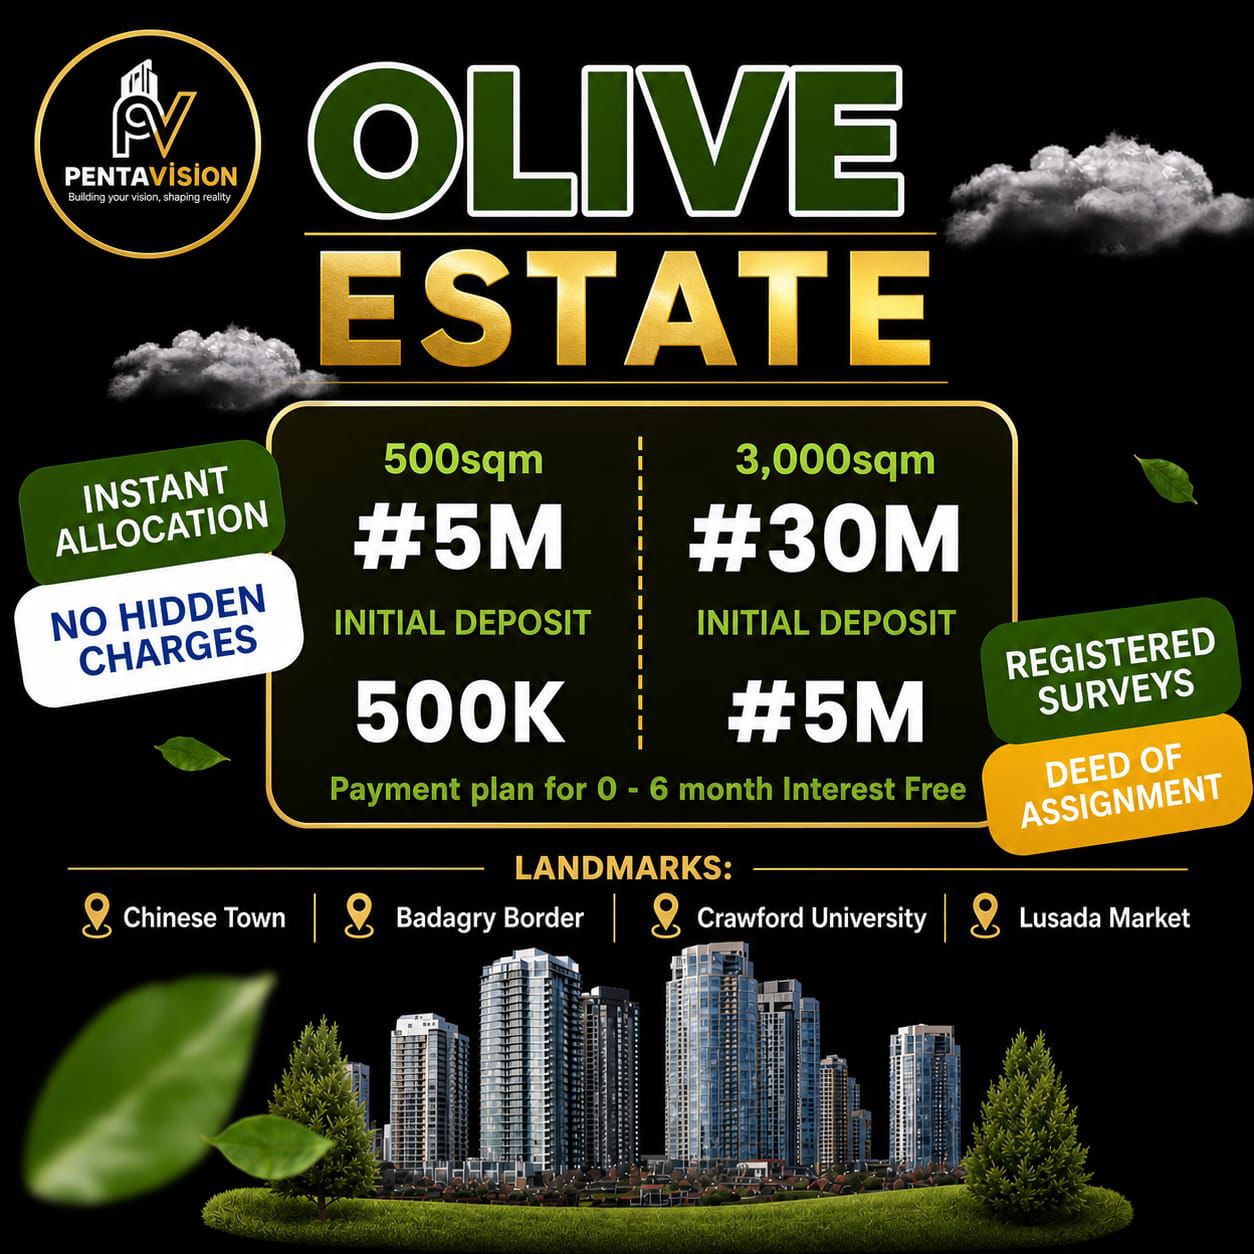 PV
PENTAVISION
Building your vision, shaping reality
OLIVE
ESTATE
INSTANT
ALLOCATION
NO HIDDEN
CHARGES
500sqm
#5M
INITIAL DEPOSIT
500K
3,000sqm
#30M
INITIAL DEPOSIT
#5M
Payment plan for 0 - 6 month Interest Free
REGISTERED
SURVEYS
DEED OF
ASSIGNMENT
LANDMARKS:
Chinese Town
Badagry Border
Crawford University
Lusada Market